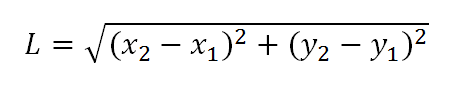 L = √(x₂ − x₁)² + (y₂ − y₁)²